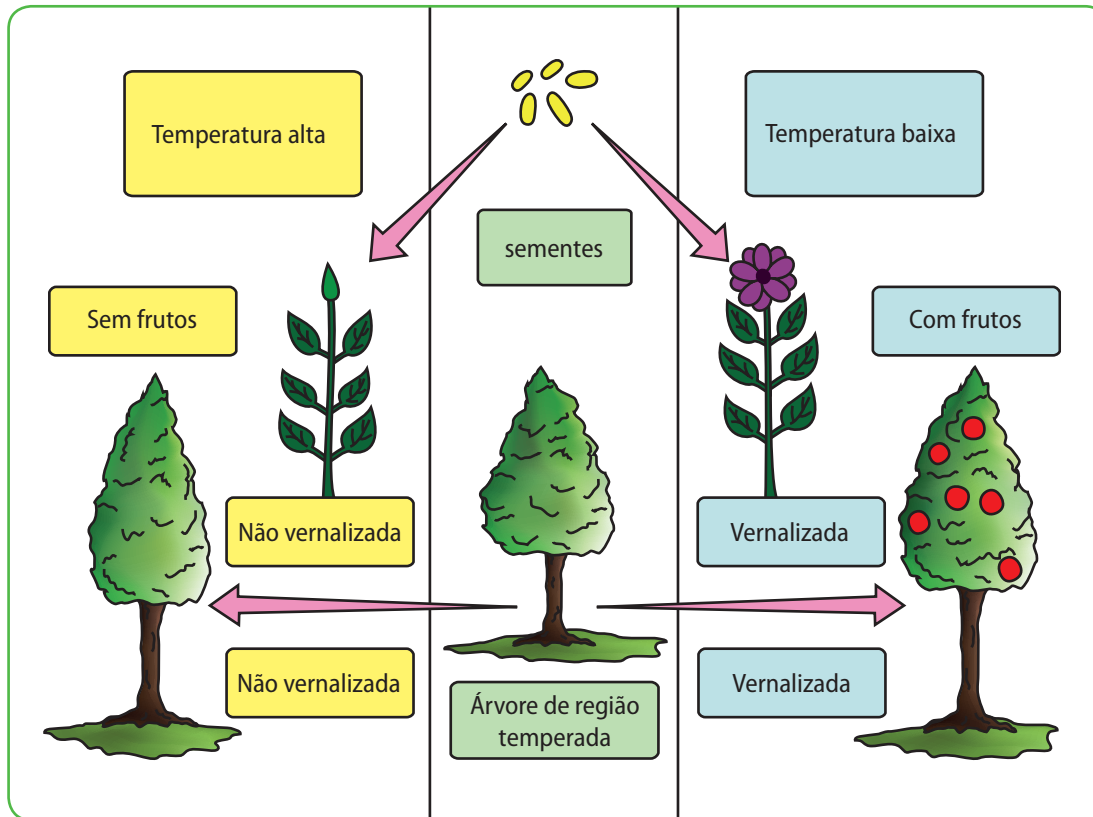 Temperatura alta
Temperatura baixa
sementes
Sem frutos
Com frutos
Não vernalizada
Vernalizada
Não vernalizada
Árvore de região
temperada
Vernalizada